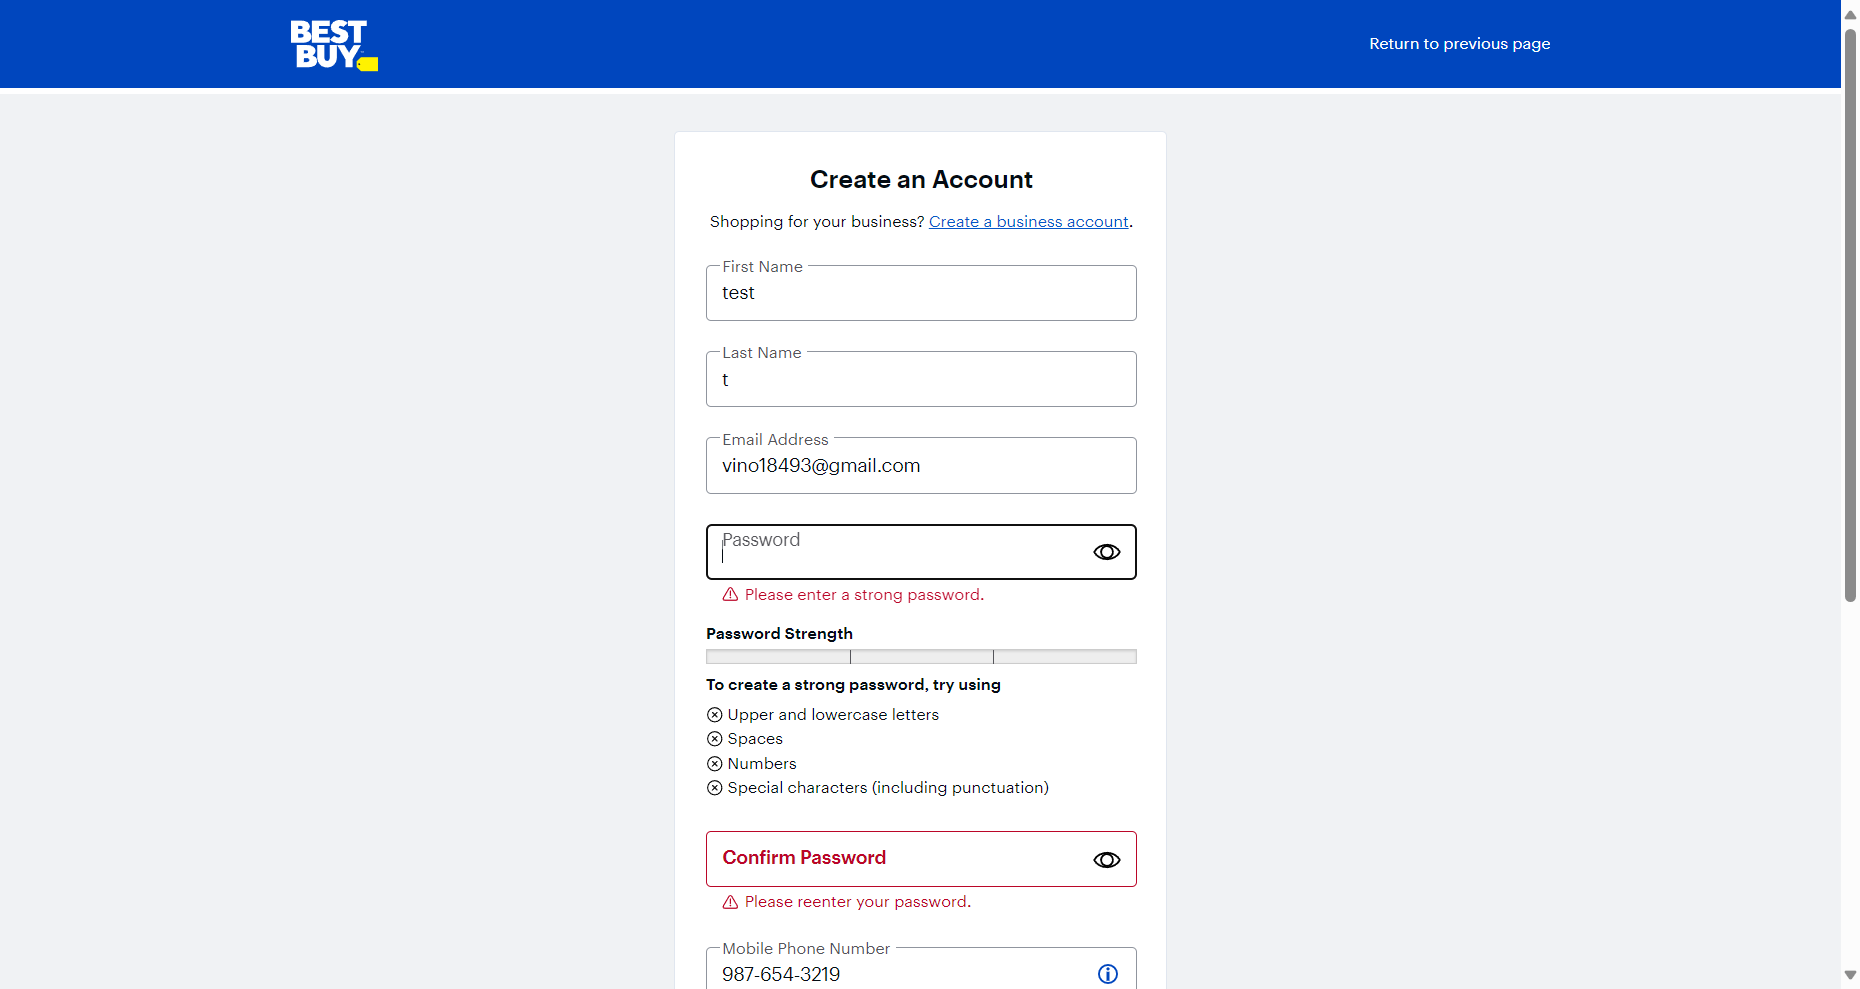 BEST
BUY
Return to previous page
Create an Account
Shopping for your business? Create a business account.
First Name
test
Last Name
t
Email Address
vino18493@gmail.com
Password
Please enter a strong password.
Password Strength
To create a strong password, try using
Upper and lowercase letters
Spaces
Numbers
Special characters (including punctuation)
Confirm Password
Please reenter your password.
Mobile Phone Number
987-654-3219